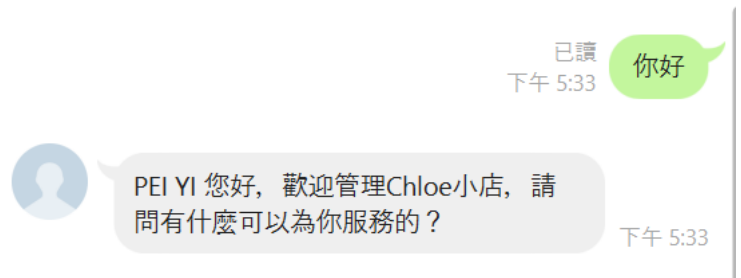 已讀
下午 5:33
你好
PEI YI 您好，歡迎管理Chloe小店，請
問有什麼可以為你服務的？
下午 5:33